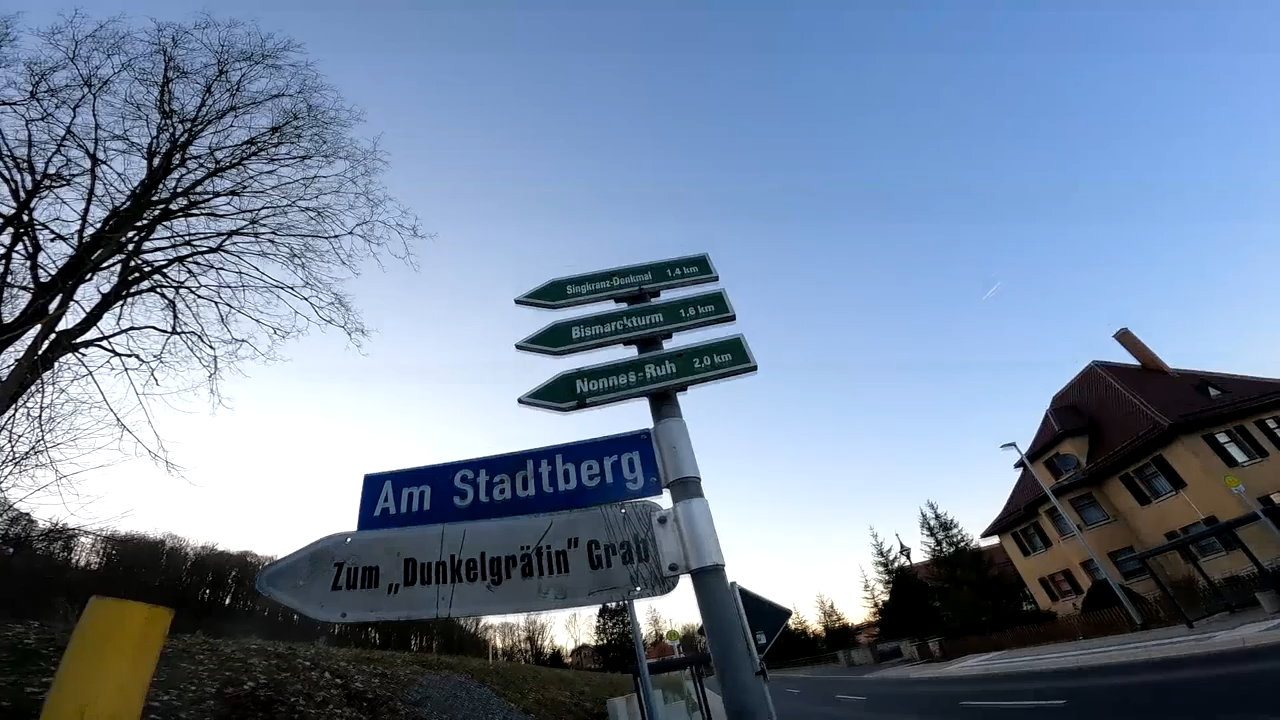 Singkranz-Denkmal 1,4 km
Bismarckturm 1,6 km
Nonnes-Ruh 2,0 km
Am Stadtberg
Zum „Dunkelgräfin" Grab